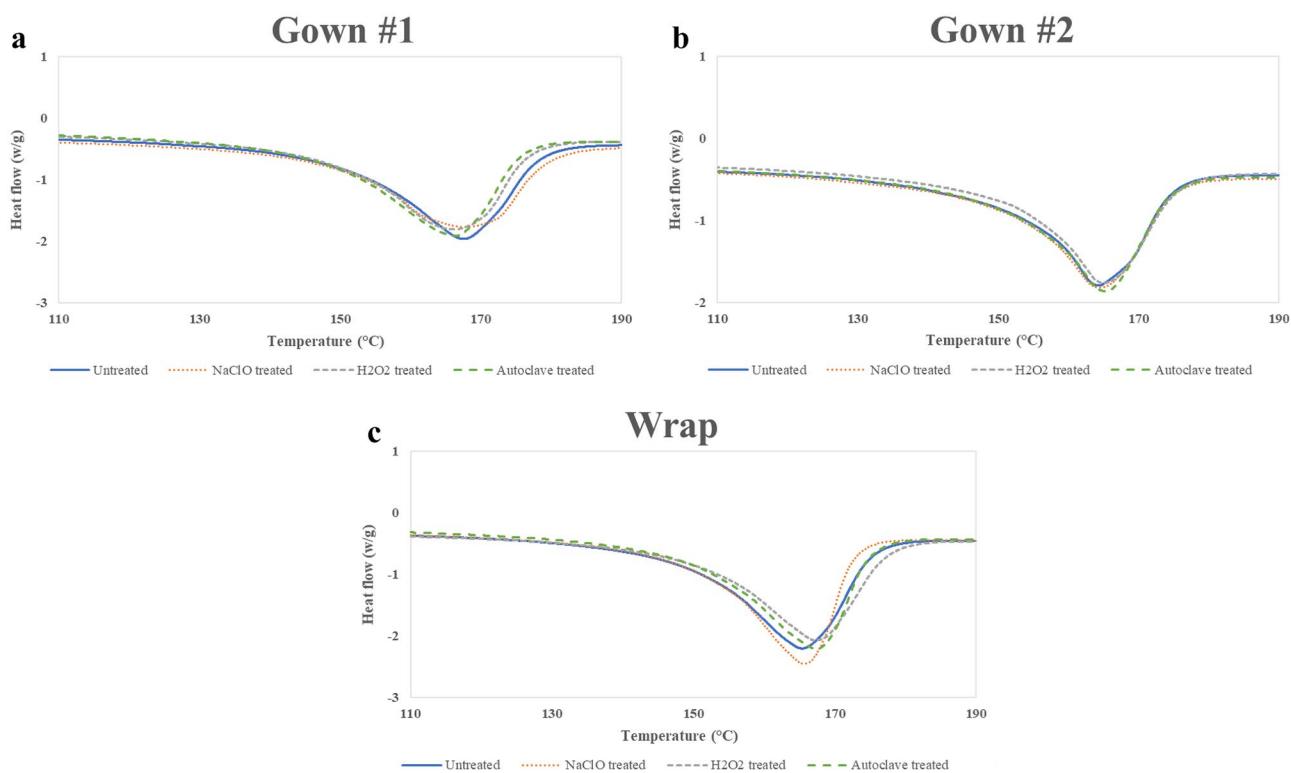 a
Gown #1
1
0
-1
-2
-3
Heat flow (w/g)
110 130 150 170 190
Temperature (°C)
Untreated NaClO treated H2O2 treated Autoclave treated
b
Gown #2
1
0
-1
-2
Heat flow (w/g)
110 130 150 170 190
Temperature (°C)
Untreated NaClO treated H2O2 treated Autoclave treated
c
Wrap
1
0
-1
-2
-3
Heat flow (w/g)
110 130 150 170 190
Temperature (°C)
Untreated NaClO treated H2O2 treated Autoclave treated